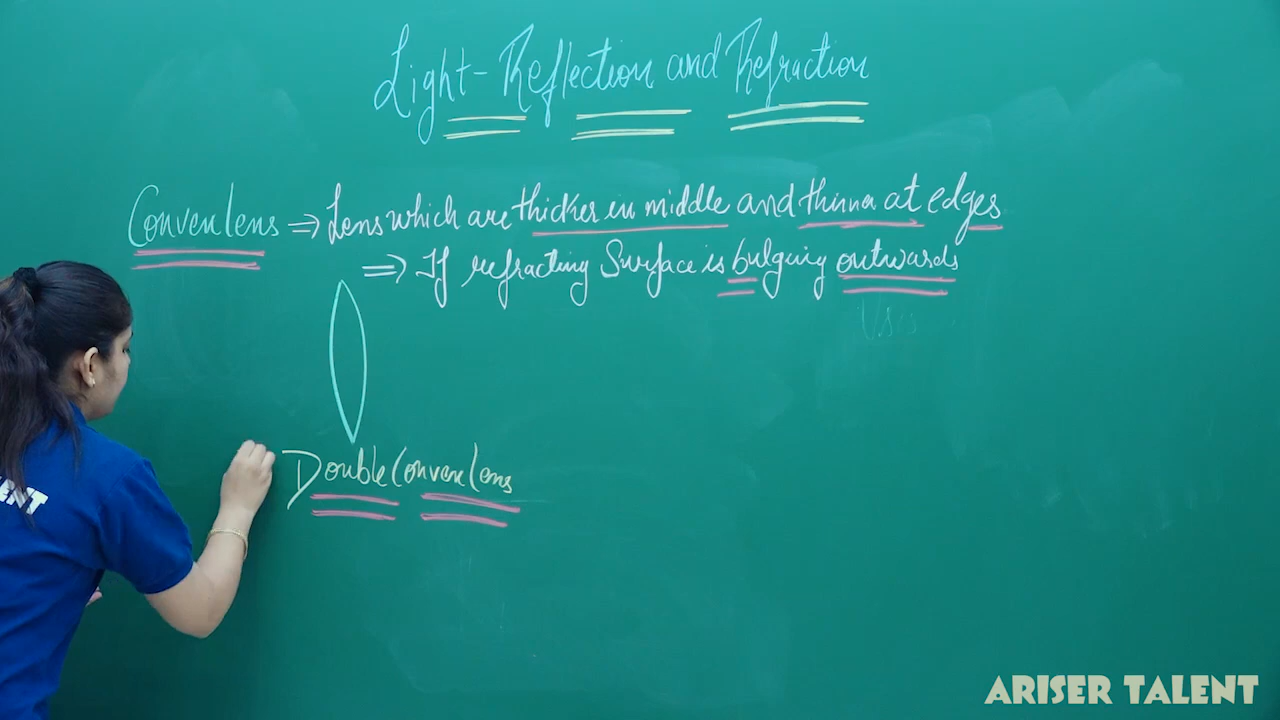 Light-Reflection and Refraction
Convex lens ⇒ Lens which are thicker in middle and thinner at edges
⇒ If refracting Surface is bulging outwards
Double Convex lens
ENT
ARISER TALENT